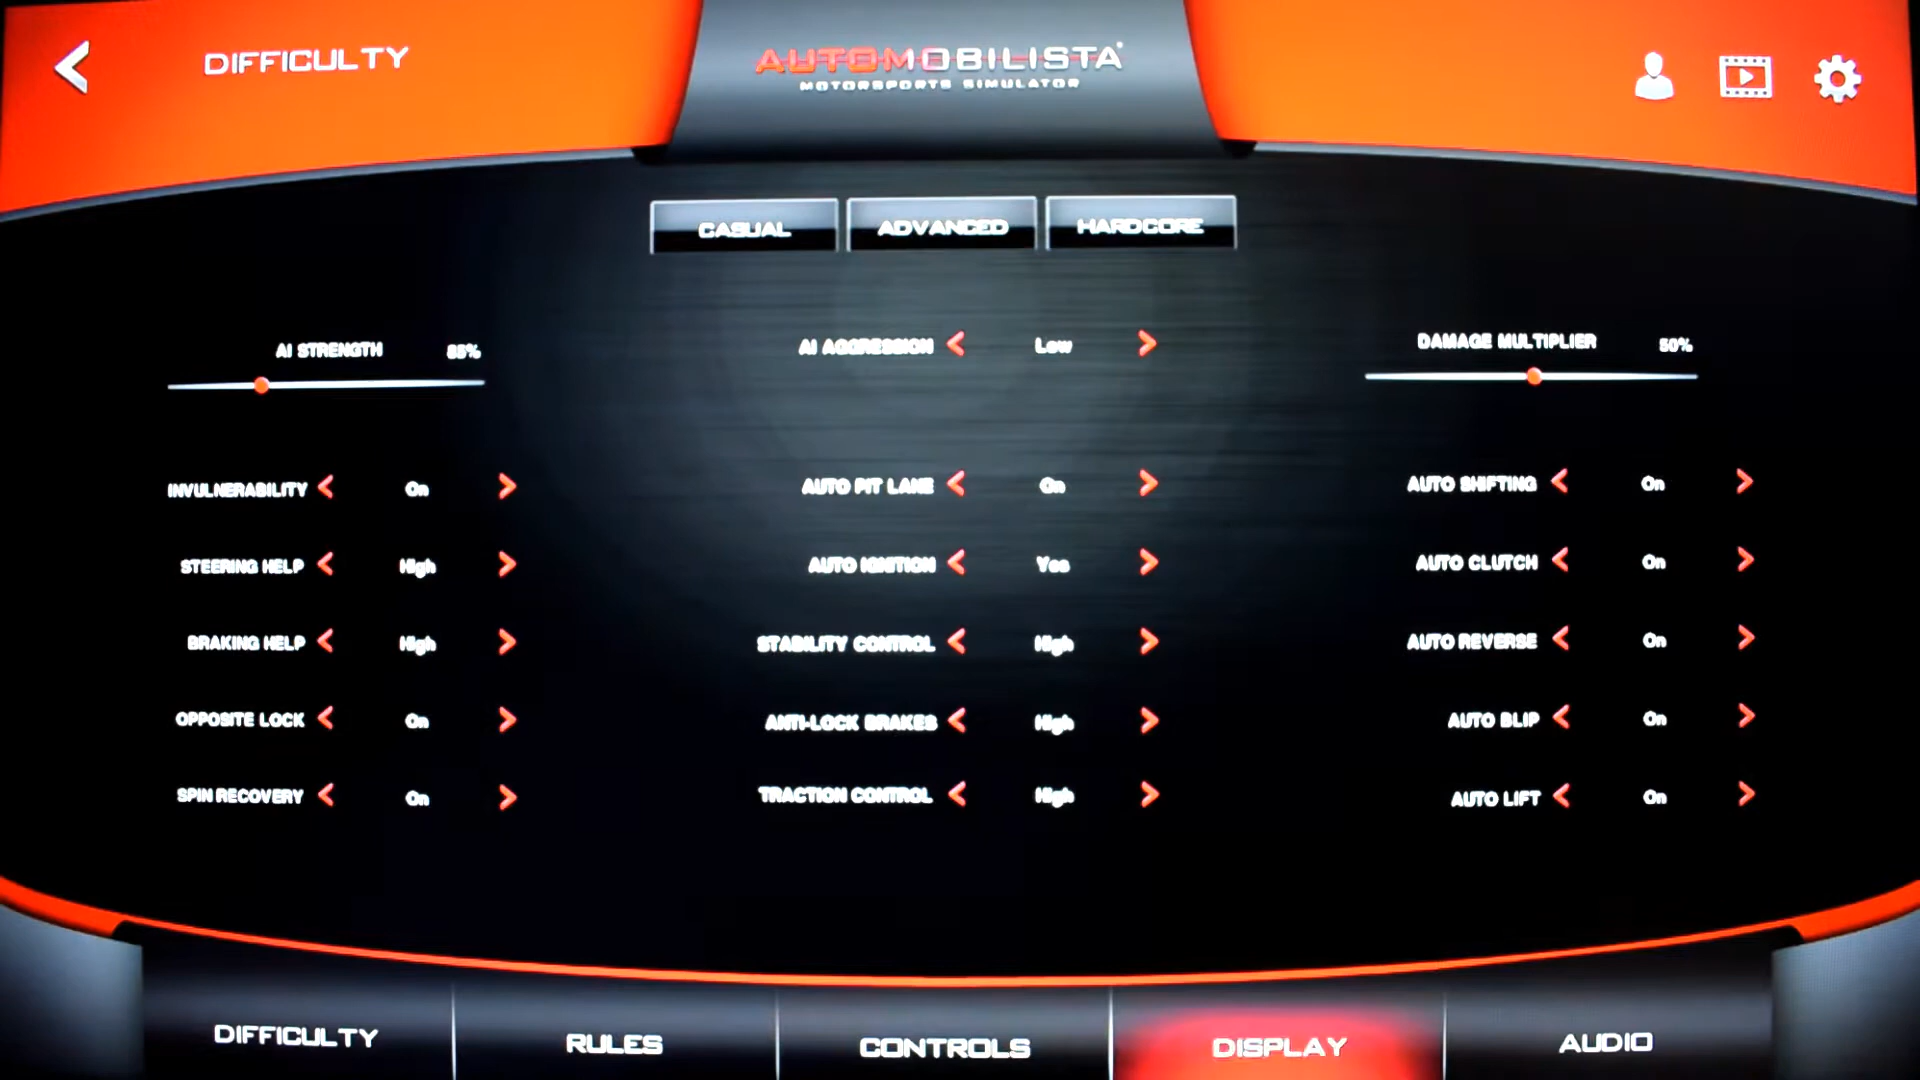 DIFFICULTY
AUTOMOBILISTA
MOTORSPORTS SIMULATOR
CASUAL ADVANCED HARDCORE
AI STRENGTH 85% AI AGGRESSION Low DAMAGE MULTIPLIER 50%
INVULNERABILITY On AUTO PIT LANE On AUTO SHIFTING On
STEERING HELP High AUTO IGNITION Yes AUTO CLUTCH On
BRAKING HELP High STABILITY CONTROL High AUTO REVERSE On
OPPOSITE LOCK On ANTI-LOCK BRAKES High AUTO BLIP On
SPIN RECOVERY On TRACTION CONTROL High AUTO LIFT On
DIFFICULTY RULES CONTROLS DISPLAY AUDIO